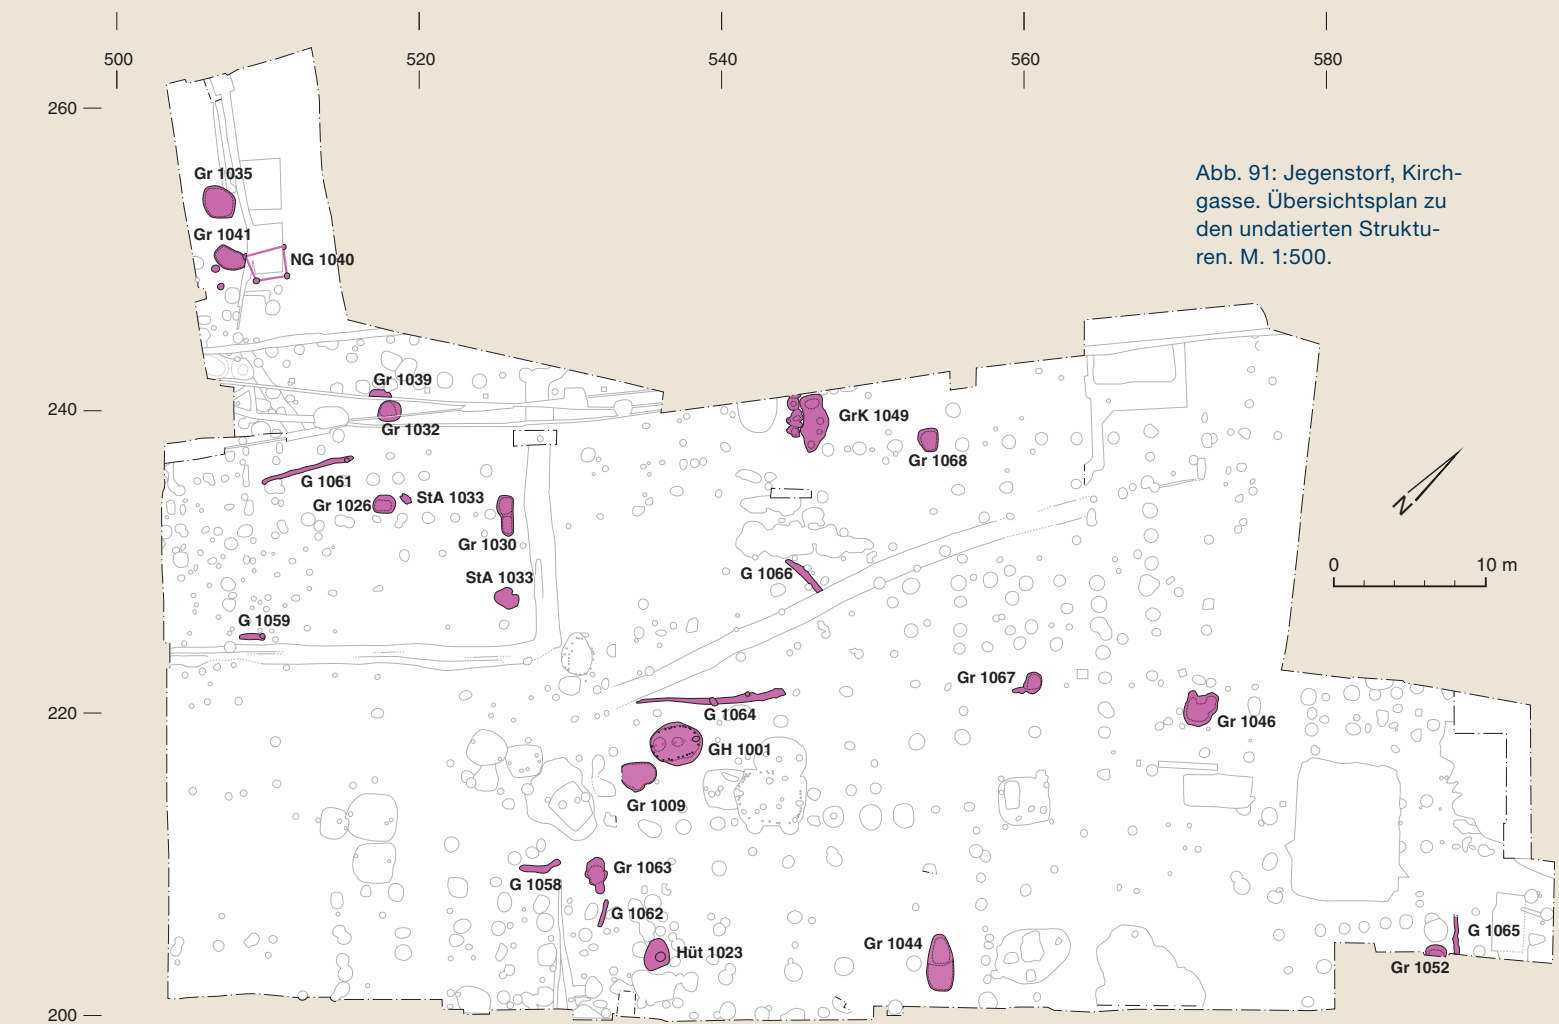 500 520 540 560 580
260
Abb. 91: Jegenstorf, Kirch-
gasse. Übersichtsplan zu
den undatierten Struktu-
ren. M. 1:500.
Gr 1035
Gr 1041
NG 1040
Gr 1039
240
GrK 1049
Gr 1032
Gr 1068
G 1061
StA 1033
Gr 1026
N
Gr 1030
0 10 m
G 1066
StA 1033
G 1059
Gr 1067
220
G 1064
Gr 1046
GH 1001
Gr 1009
Gr 1063
G 1058
G 1062
G 1065
Gr 1044
Hüt 1023
Gr 1052
200